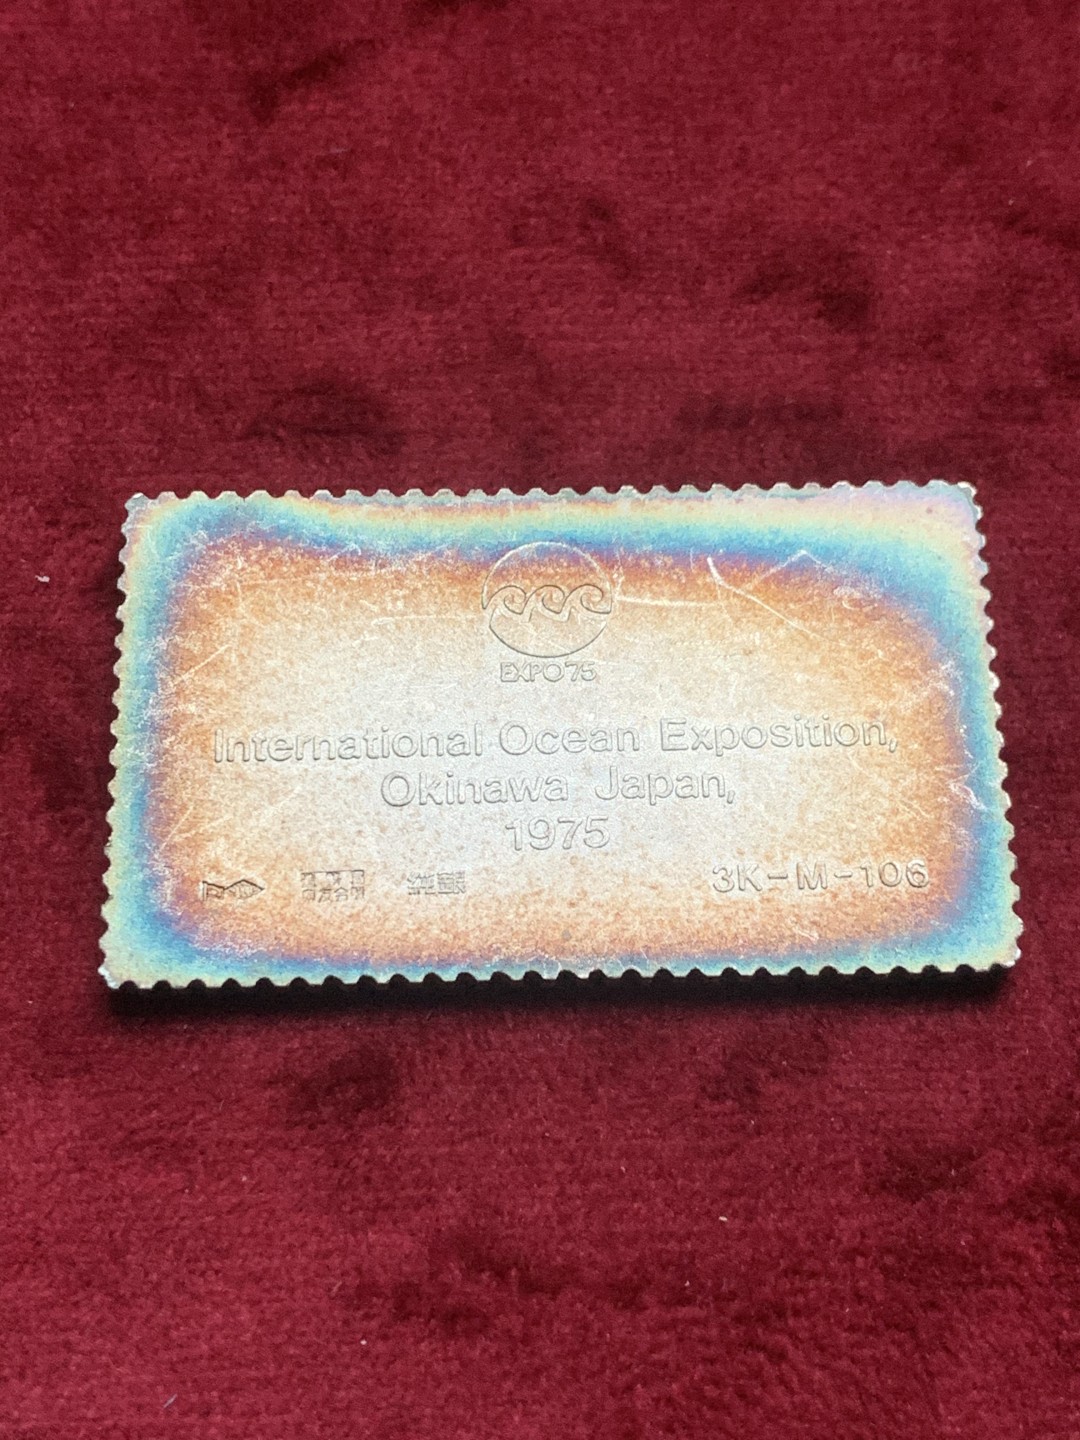 EXPO'75
International Ocean Exposition,
Okinawa Japan,
1975
純銀
3K-M-106